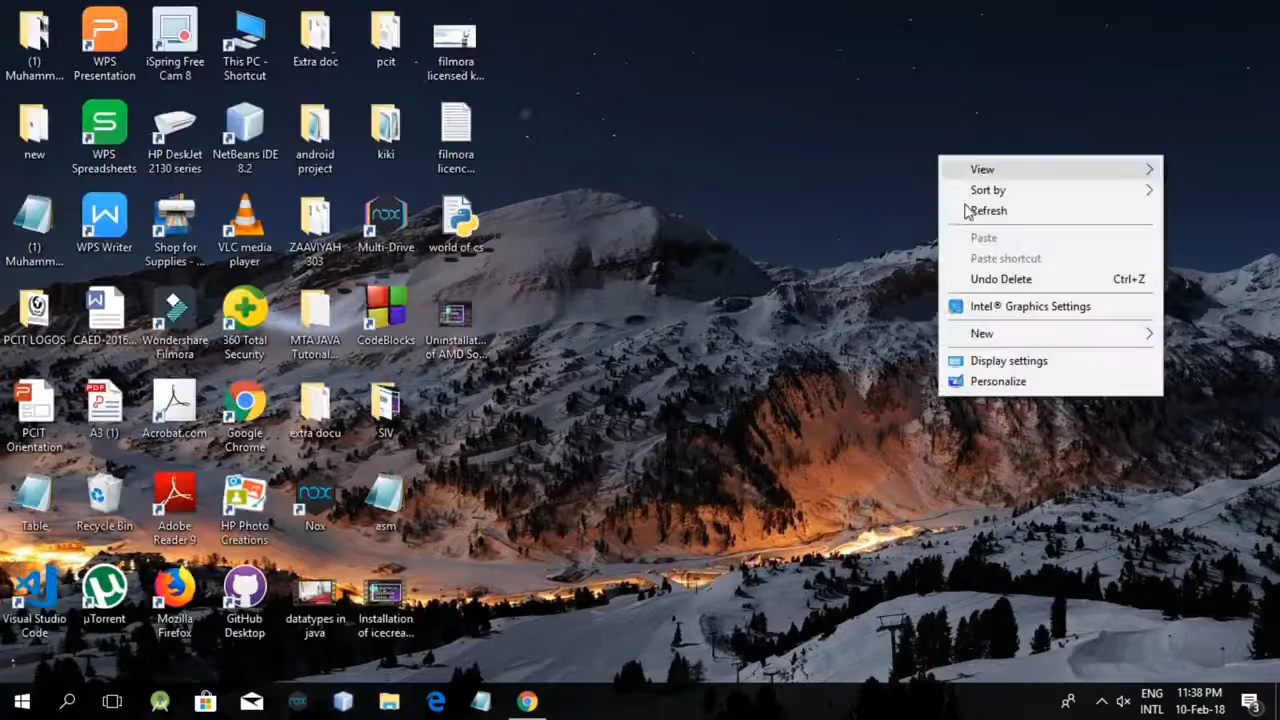 (1)
Muhamm...
WPS
Presentation
iSpring Free
Cam 8
This PC -
Shortcut
Extra doc
pcit
filmora
licensed k...
new
WPS
Spreadsheets
HP DeskJet
2130 series
NetBeans IDE
8.2
android
project
kiki
filmora
licenc...
(1)
Muhamm...
WPS Writer
Shop for
Supplies - ...
VLC media
player
ZAAVIYAH
303
nox
Multi-Drive
world of cs
PCIT LOGOS
CAED-2016...
Wondershare
Filmora
360 Total
Security
MTA JAVA
Tutorial...
CodeBlocks
Uninstallat...
of AMD So...
PCIT
Orientation
PDF
A3 (1)
Acrobat.com
Google
Chrome
extra docu
SIV
Table
Recycle Bin
Adobe
Reader 9
HP Photo
Creations
nox
Nox
asm
Visual Studio
Code
µTorrent
Mozilla
Firefox
GitHub
Desktop
datatypes in
java
Installation
of icecrea...
View
Sort by
Refresh
Paste
Paste shortcut
Undo Delete Ctrl+Z
Intel® Graphics Settings
New
Display settings
Personalize
ENG
INTL
11:38 PM
10-Feb-18
3